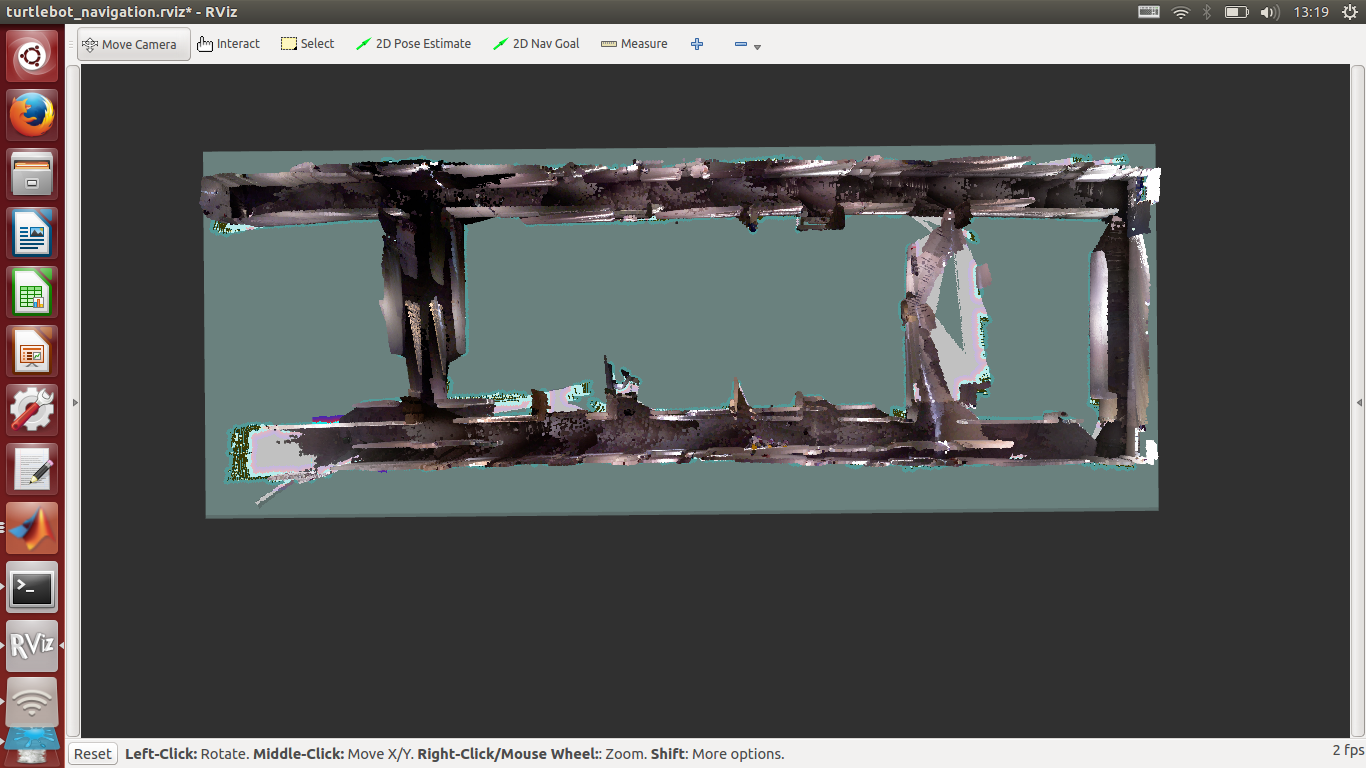 turtlebot_navigation.rviz* - RViz
13:19
Move Camera Interact Select 2D Pose Estimate 2D Nav Goal Measure
>_
RViz
Reset Left-Click: Rotate. Middle-Click: Move X/Y. Right-Click/Mouse Wheel:: Zoom. Shift: More options. 2 fps